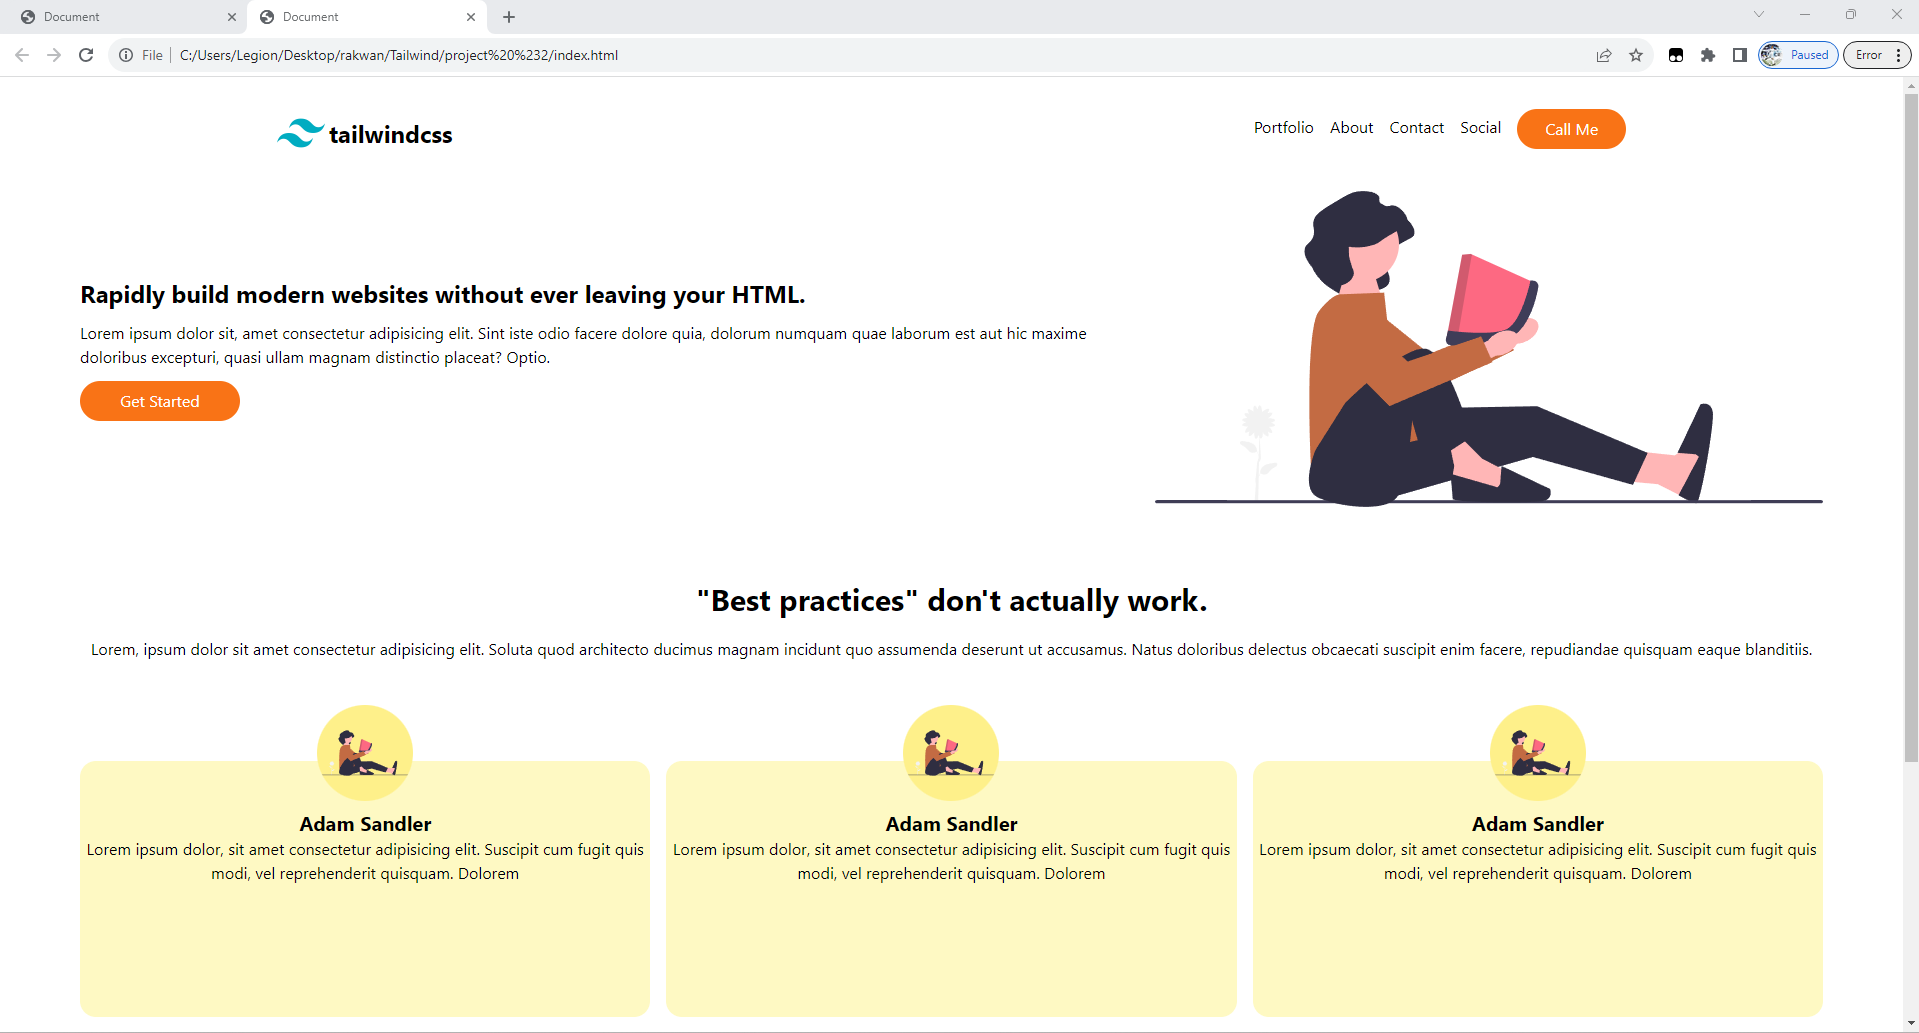 Document
Document
File
C:/Users/Legion/Desktop/rakwan/Tailwind/project%20%232/index.html
Paused
Error
tailwindcss
Portfolio About Contact Social Call Me
Rapidly build modern websites without ever leaving your HTML.
Lorem ipsum dolor sit, amet consectetur adipisicing elit. Sint iste odio facere dolore quia, dolorum numquam quae laborum est aut hic maxime
doloribus excepturi, quasi ullam magnam distinctio placeat? Optio.
Get Started
"Best practices" don't actually work.
Lorem, ipsum dolor sit amet consectetur adipisicing elit. Soluta quod architecto ducimus magnam incidunt quo assumenda deserunt ut accusamus. Natus doloribus delectus obcaecati suscipit enim facere, repudiandae quisquam eaque blanditiis.
Adam Sandler
Lorem ipsum dolor, sit amet consectetur adipisicing elit. Suscipit cum fugit quis
modi, vel reprehenderit quisquam. Dolorem
Adam Sandler
Lorem ipsum dolor, sit amet consectetur adipisicing elit. Suscipit cum fugit quis
modi, vel reprehenderit quisquam. Dolorem
Adam Sandler
Lorem ipsum dolor, sit amet consectetur adipisicing elit. Suscipit cum fugit quis
modi, vel reprehenderit quisquam. Dolorem